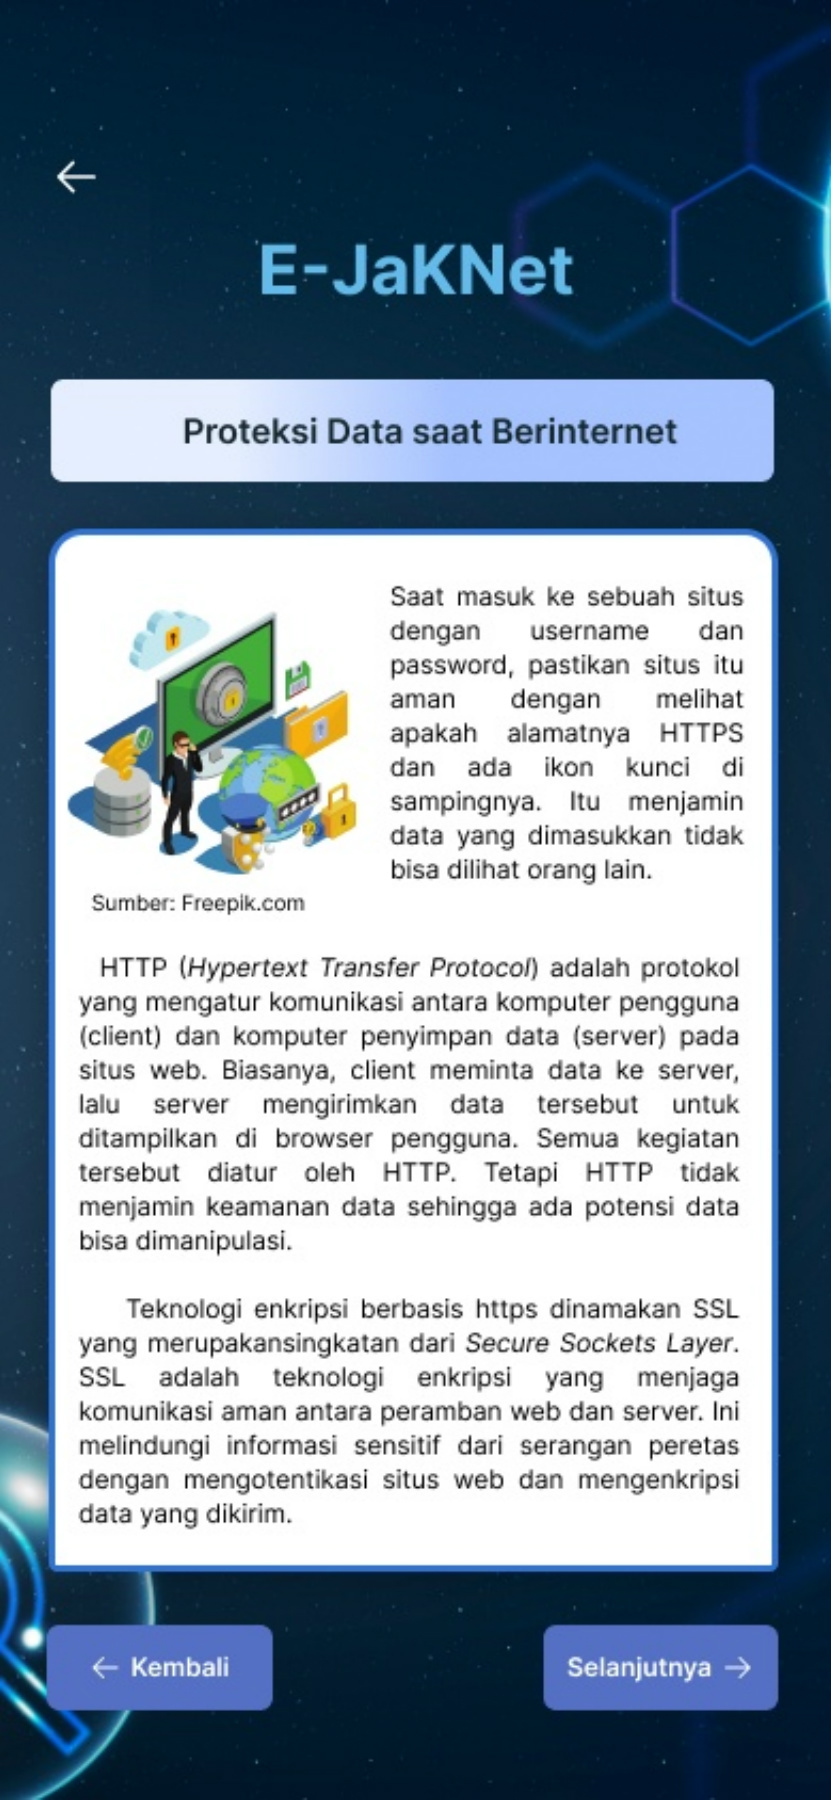 E-JaKNet
Proteksi Data saat Berinternet
Saat masuk ke sebuah situs
dengan username dan
password, pastikan situs itu
aman dengan melihat
apakah alamatnya HTTPS
dan ada ikon kunci di
sampingnya. Itu menjamin
data yang dimasukkan tidak
bisa dilihat orang lain.
Sumber: Freepik.com
HTTP (Hypertext Transfer Protocol) adalah protokol
yang mengatur komunikasi antara komputer pengguna
(client) dan komputer penyimpan data (server) pada
situs web. Biasanya, client meminta data ke server,
lalu server mengirimkan data tersebut untuk
ditampilkan di browser pengguna. Semua kegiatan
tersebut diatur oleh HTTP. Tetapi HTTP tidak
menjamin keamanan data sehingga ada potensi data
bisa dimanipulasi.
Teknologi enkripsi berbasis https dinamakan SSL
yang merupakansingkatan dari Secure Sockets Layer.
SSL adalah teknologi enkripsi yang menjaga
komunikasi aman antara peramban web dan server. Ini
melindungi informasi sensitif dari serangan peretas
dengan mengotentikasi situs web dan mengenkripsi
data yang dikirim.
← Kembali
Selanjutnya →